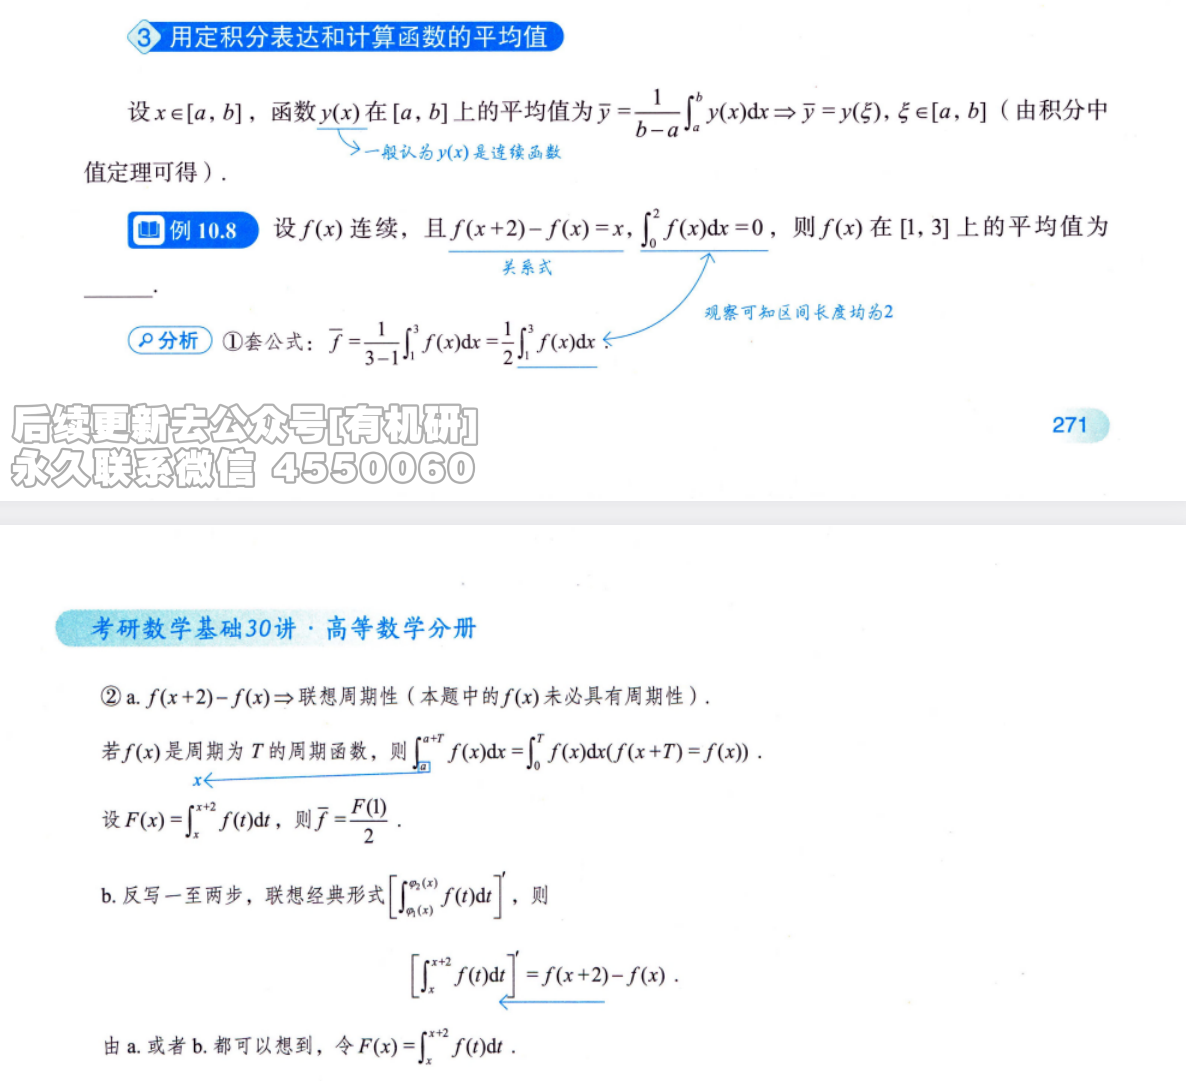 3 用定积分表达和计算函数的平均值
设 x∈[a, b]，函数 y(x) 在 [a, b] 上的平均值为 ȳ = 1/(b−a) ∫_a^b y(x)dx ⇒ ȳ = y(ξ), ξ∈[a, b]（由积分中
一般认为 y(x) 是连续函数
值定理可得）.
例 10.8 设 f(x) 连续，且 f(x+2)−f(x)=x, ∫_0^2 f(x)dx=0，则 f(x) 在 [1, 3] 上的平均值为
关系式
______.
观察可知区间长度均为2
分析 ①套公式：f̄ = 1/(3−1) ∫_1^3 f(x)dx = 1/2 ∫_1^3 f(x)dx .
后续更新去公众号[有机研]
271
永久联系微信 4550060
考研数学基础30讲·高等数学分册
② a. f(x+2)−f(x) ⇒ 联想周期性（本题中的 f(x) 未必具有周期性）.
若 f(x) 是周期为 T 的周期函数，则 ∫_a^{a+T} f(x)dx = ∫_0^T f(x)dx(f(x+T)=f(x)) .
x
设 F(x) = ∫_x^{x+2} f(t)dt，则 f̄ = F(1)/2 .
b. 反写一至两步，联想经典形式 [∫_{φ₁(x)}^{φ₂(x)} f(t)dt]′，则
[∫_x^{x+2} f(t)dt]′ = f(x+2)−f(x) .
由 a. 或者 b. 都可以想到，令 F(x) = ∫_x^{x+2} f(t)dt .